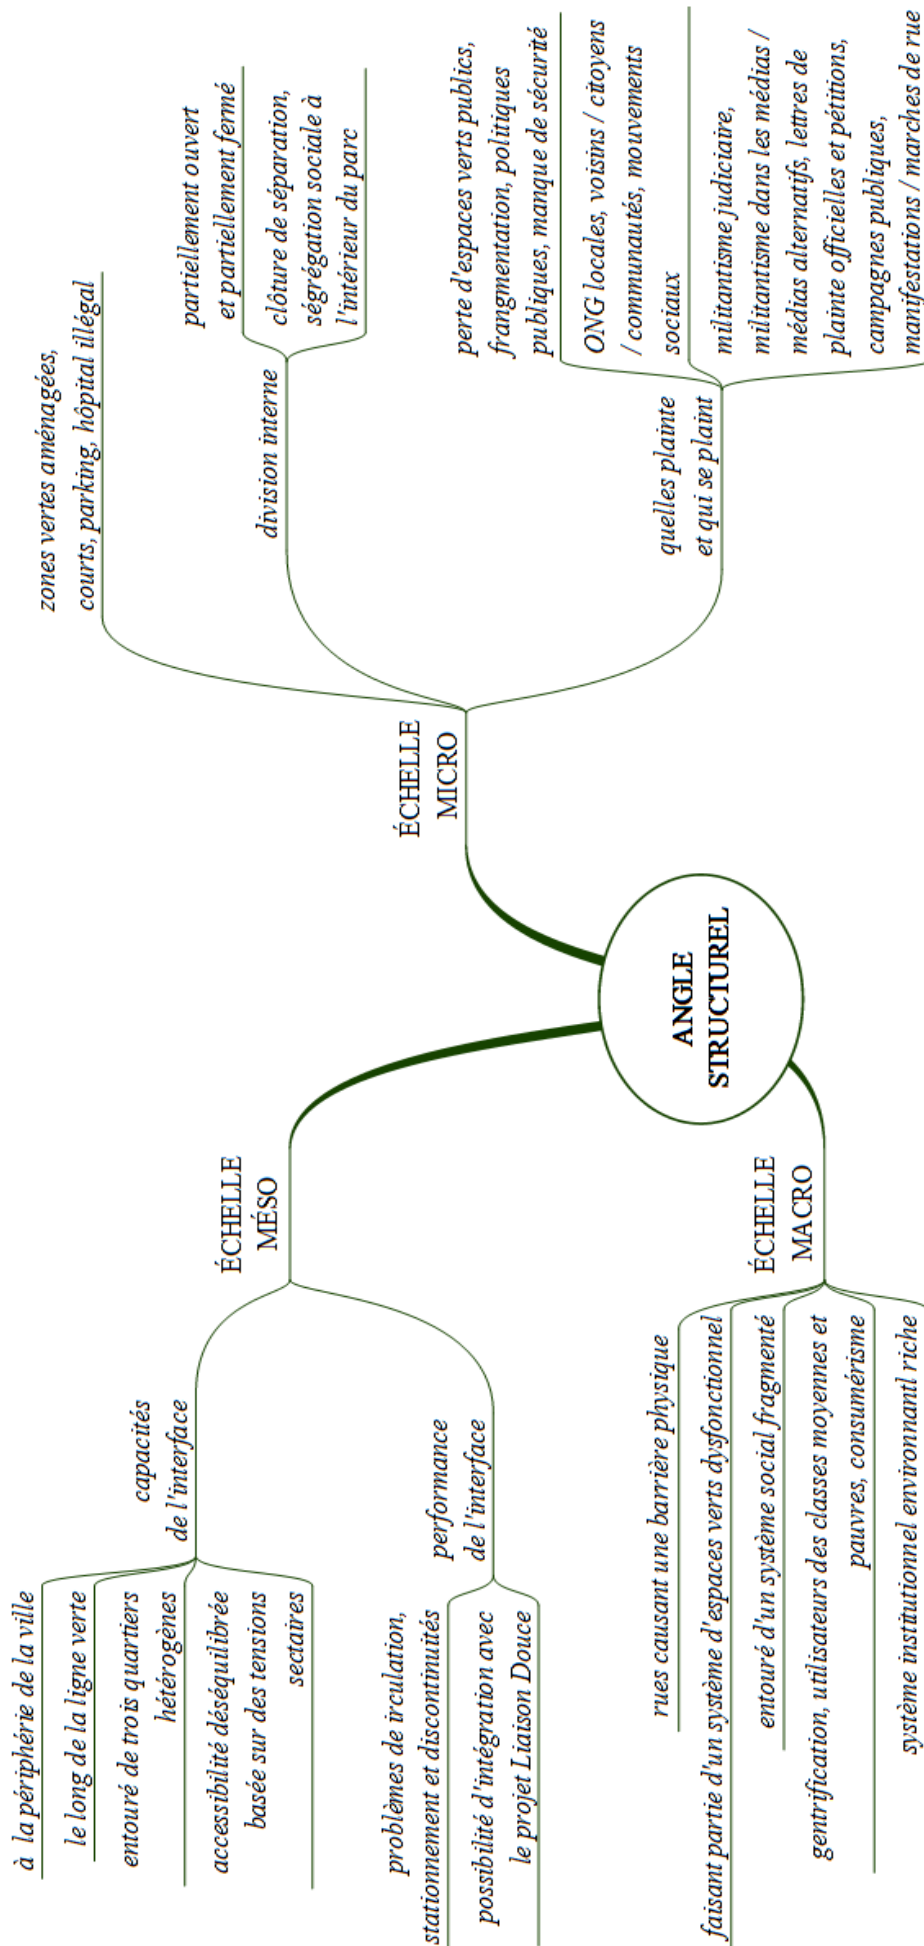 ANGLE
STRUCTUREL
ÉCHELLE
MÉSO
capacités
de l'interface
à la périphérie de la ville
le long de la ligne verte
entouré de trois quartiers
hétérogènes
accessibilité déséquilibrée
basée sur des tensions
sectaires
performance
de l'interface
problèmes de irculation,
stationnement et discontinuités
possibilité d'intégration avec
le projet Liaison Douce
ÉCHELLE
MACRO
rues causant une barrière physique
faisant partie d'un système d'espaces verts dysfonctionnel
entouré d'un système social fragmenté
gentrification, utilisateurs des classes moyennes et
pauvres, consumérisme
système institutionnel environnantl riche
ÉCHELLE
MICRO
zones vertes aménagées,
courts, parking, hôpital illégal
division interne
partiellement ouvert
et partiellement fermé
clôture de séparation,
ségrégation sociale à
l'intérieur du parc
quelles plainte
et qui se plaint
perte d'espaces verts publics,
frangmentation, politiques
publiques, manque de sécurité
ONG locales, voisins / citoyens
/ communautés, mouvements
sociaux
militantisme judiciaire,
militantisme dans les médias /
médias alternatifs, lettres de
plainte officielles et pétitions,
campagnes publiques,
manifestations / marches de rue